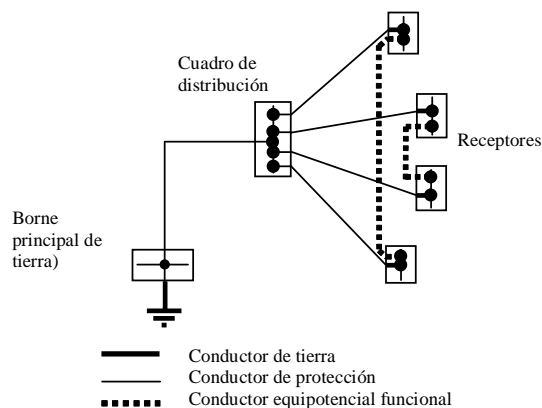 Cuadro de
distribución
Receptores
Borne
principal de
tierra)
Conductor de tierra
Conductor de protección
Conductor equipotencial funcional